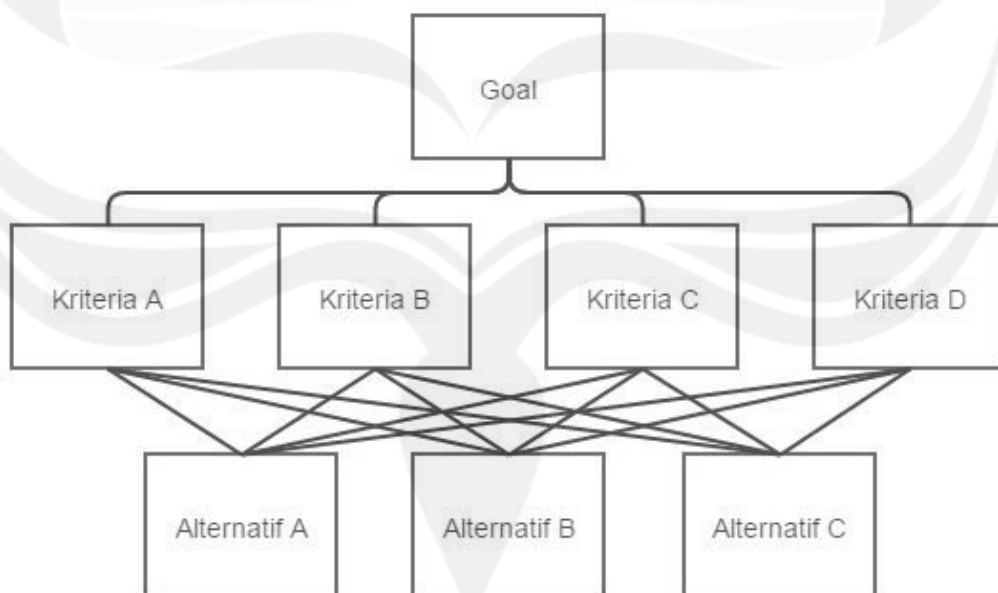 Goal
Kriteria A
Kriteria B
Kriteria C
Kriteria D
Alternatif A
Alternatif B
Alternatif C